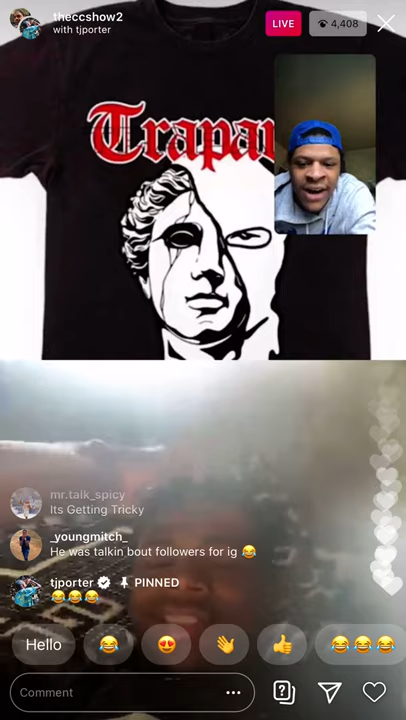 theccshow2
with tjporter
LIVE
4,408
Trapa
mr.talk_spicy
Its Getting Tricky
_youngmitch_
He was talkin bout followers for ig 😂
tjporter PINNED
😂😂😂
Hello 😂 😍 👋 👍 😂😂😂
Comment